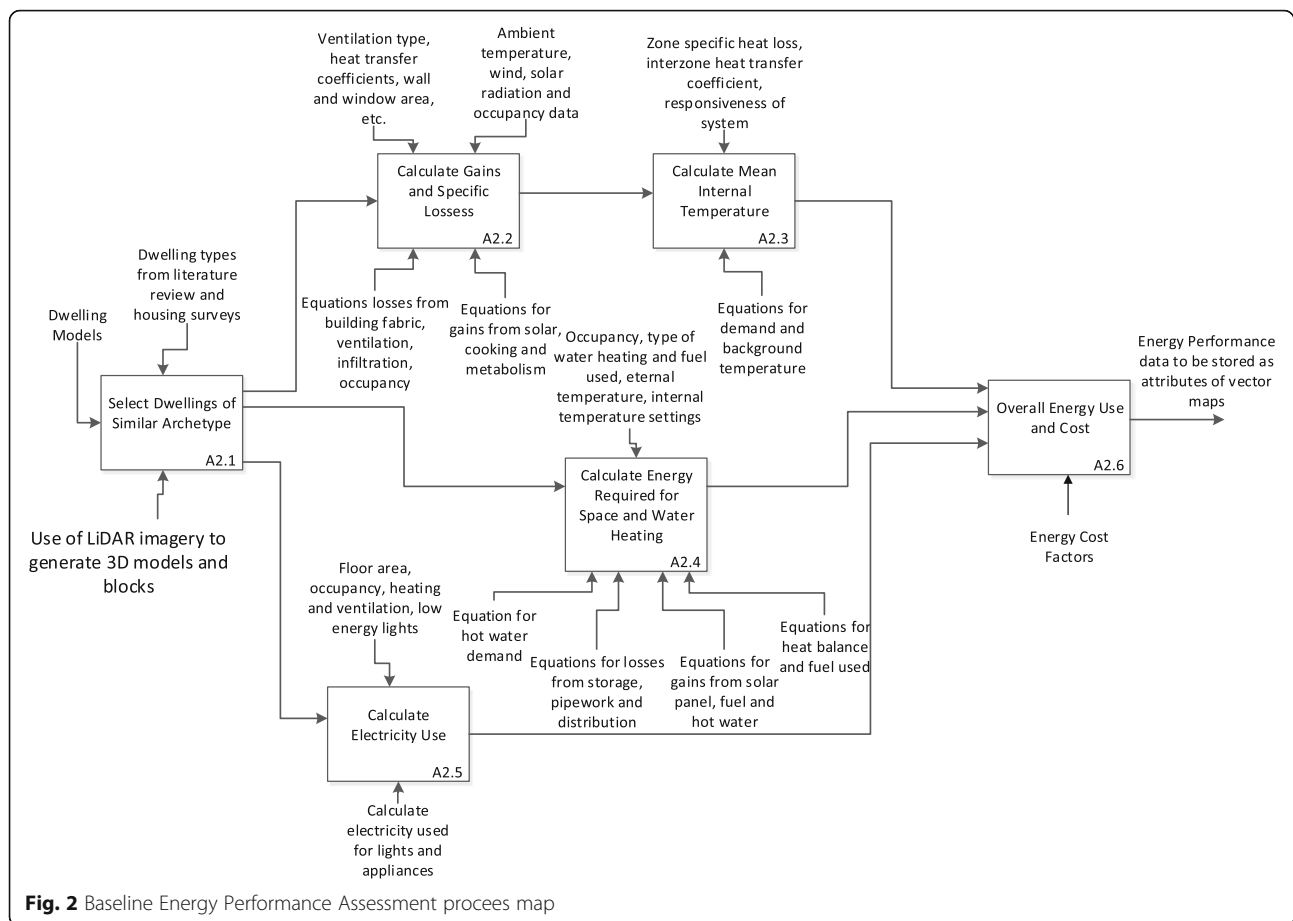 Ventilation type,
heat transfer
coefficients, wall
and window area,
etc.
Ambient
temperature,
wind, solar
radiation and
occupancy data
Zone specific heat loss,
interzone heat transfer
coefficient,
responsiveness of
system
Calculate Gains
and Specific
Lossess
A2.2
Calculate Mean
Internal
Temperature
A2.3
Dwelling types
from literature
review and
housing surveys
Dwelling
Models
Equations losses from
building fabric,
ventilation,
infiltration,
occupancy
Equations for
gains from solar,
cooking and
metabolism
Equations for
demand and
background
temperature
Occupancy, type of
water heating and fuel
used, eternal
temperature, internal
temperature settings
Energy Performance
data to be stored as
attributes of vector
maps
Select Dwellings of
Similar Archetype
A2.1
Overall Energy Use
and Cost
A2.6
Calculate Energy
Required for
Space and Water
Heating
A2.4
Use of LiDAR imagery to
generate 3D models and
blocks
Energy Cost
Factors
Floor area,
occupancy, heating
and ventilation, low
energy lights
Equation for
hot water
demand
Equations for losses
from storage,
pipework and
distribution
Equations for
gains from solar
panel, fuel and
hot water
Equations for
heat balance
and fuel used
Calculate
Electricity Use
A2.5
Calculate
electricity used
for lights and
appliances
Fig. 2 Baseline Energy Performance Assessment procees map